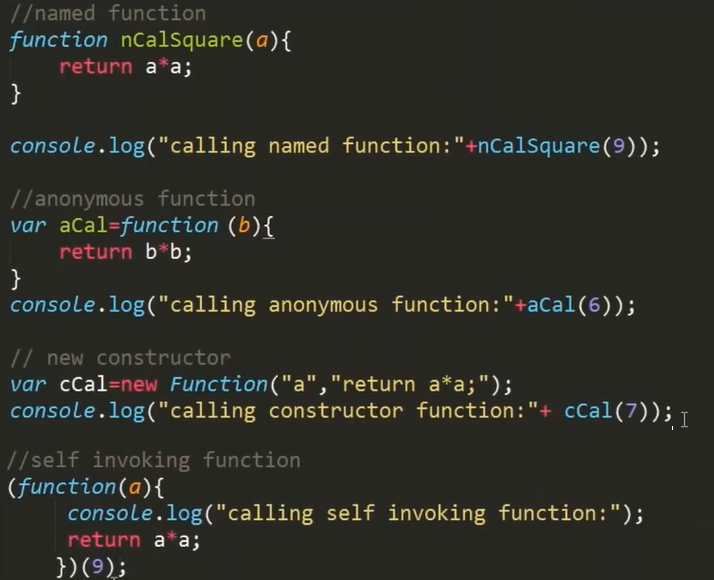 //named function
function nCalSquare(a){
return a*a;
}
console.log("calling named function:"+nCalSquare(9));
//anonymous function
var aCal=function (b){
return b*b;
}
console.log("calling anonymous function:"+aCal(6));
// new constructor
var cCal=new Function("a","return a*a;");
console.log("calling constructor function:"+ cCal(7));
//self invoking function
(function(a){
console.log("calling self invoking function:");
return a*a;
})(9);